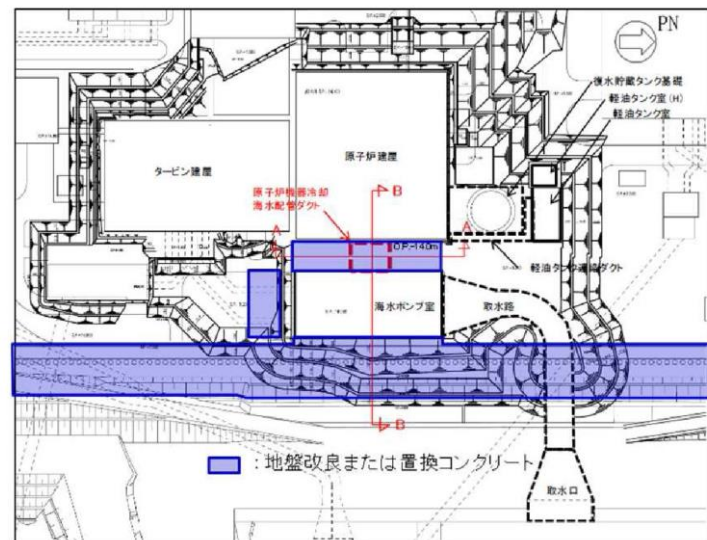 PN
復水貯蔵タンク基礎
軽油タンク室(H)
軽油タンク室
原子炉建屋
タービン建屋
原子炉機器冷却
海水配管ダクト
B
A
A
O.P.-14.0m
軽油タンク連絡ダクト
海水ポンプ室
取水路
B
:地盤改良または置換コンクリート
取水口